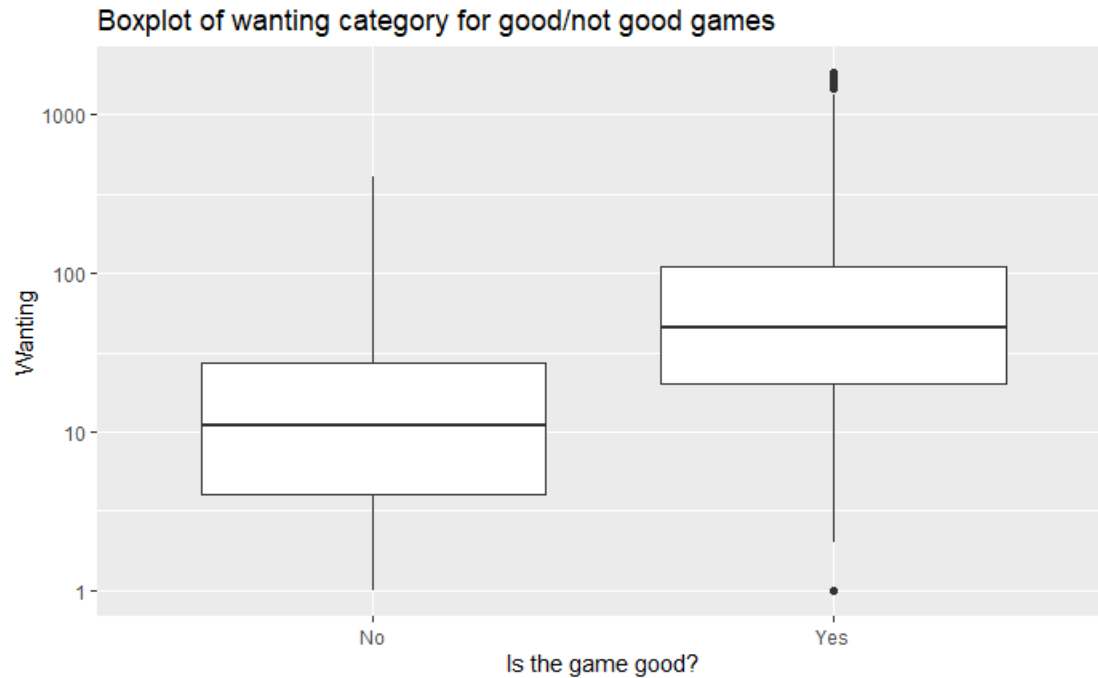 Boxplot of wanting category for good/not good games
Wanting
1000
100
10
1
No
Yes
Is the game good?